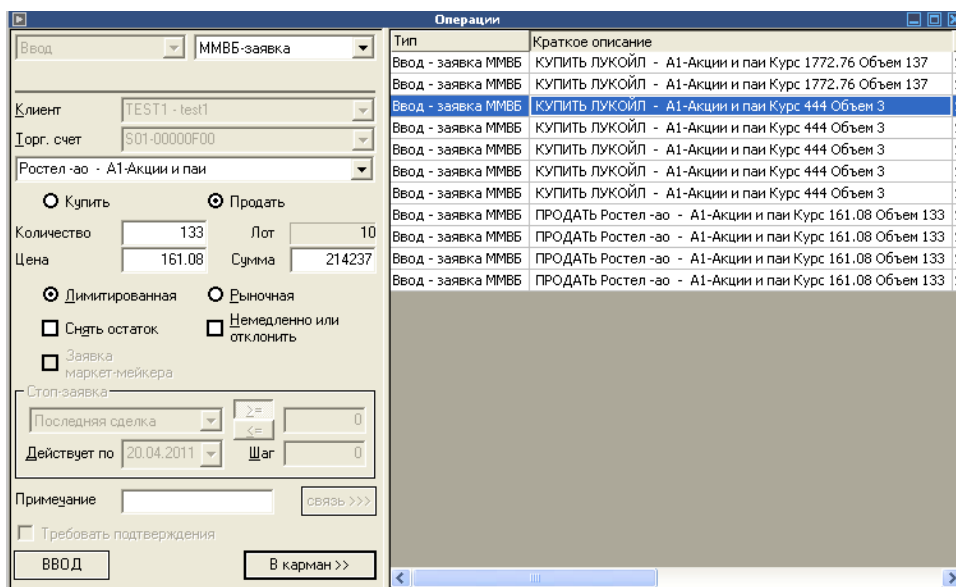 Операции
Ввод ММВБ-заявка
Клиент TEST1 - test1
Торг. счет S01-00000F00
Ростел -ао - А1-Акции и паи
Купить Продать
Количество 133 Лот 10
Цена 161.08 Сумма 214237
Лимитированная Рыночная
Снять остаток Немедленно или
отклонить
Заявка
маркет-мейкера
Стоп-заявка
Последняя сделка >= 0
<=
Действует по 20.04.2011 Шаг 0
Примечание связь >>>
Требовать подтверждения
ВВОД В карман >>
Тип Краткое описание
Ввод - заявка ММВБ КУПИТЬ ЛУКОЙЛ - А1-Акции и паи Курс 1772.76 Объем 137
Ввод - заявка ММВБ КУПИТЬ ЛУКОЙЛ - А1-Акции и паи Курс 1772.76 Объем 137
Ввод - заявка ММВБ КУПИТЬ ЛУКОЙЛ - А1-Акции и паи Курс 444 Объем 3
Ввод - заявка ММВБ КУПИТЬ ЛУКОЙЛ - А1-Акции и паи Курс 444 Объем 3
Ввод - заявка ММВБ КУПИТЬ ЛУКОЙЛ - А1-Акции и паи Курс 444 Объем 3
Ввод - заявка ММВБ КУПИТЬ ЛУКОЙЛ - А1-Акции и паи Курс 444 Объем 3
Ввод - заявка ММВБ КУПИТЬ ЛУКОЙЛ - А1-Акции и паи Курс 444 Объем 3
Ввод - заявка ММВБ ПРОДАТЬ Ростел -ао - А1-Акции и паи Курс 161.08 Объем 133
Ввод - заявка ММВБ ПРОДАТЬ Ростел -ао - А1-Акции и паи Курс 161.08 Объем 133
Ввод - заявка ММВБ ПРОДАТЬ Ростел -ао - А1-Акции и паи Курс 161.08 Объем 133
Ввод - заявка ММВБ ПРОДАТЬ Ростел -ао - А1-Акции и паи Курс 161.08 Объем 133